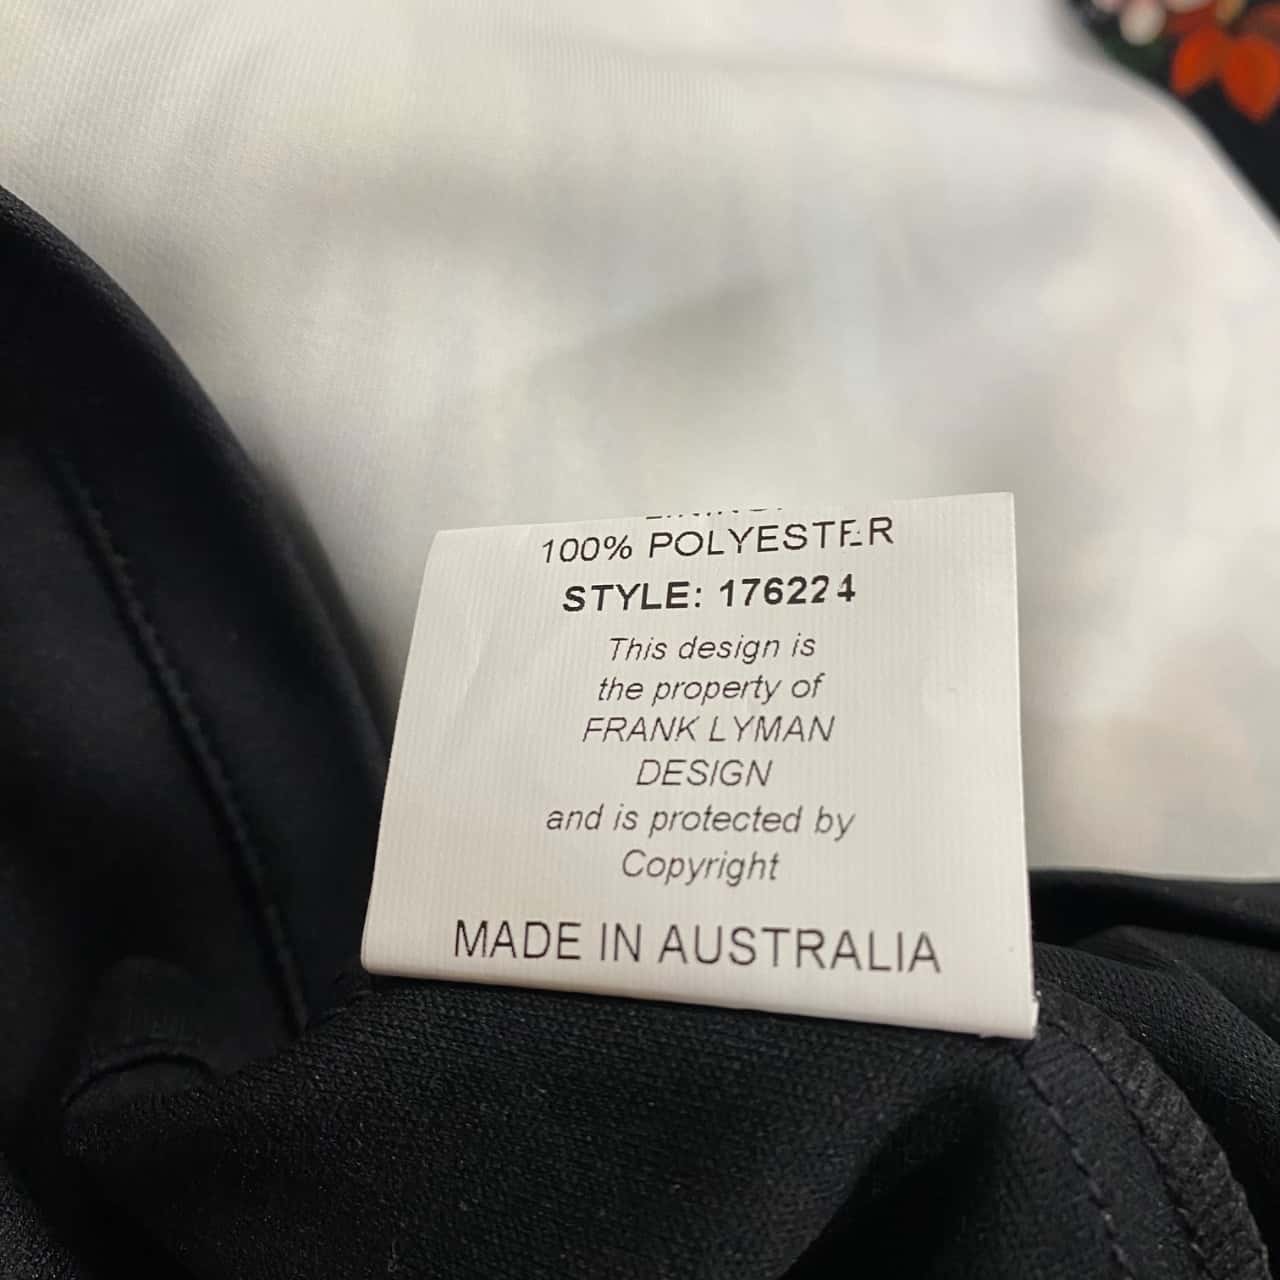 100% POLYESTER
STYLE: 176224
This design is
the property of
FRANK LYMAN
DESIGN
and is protected by
Copyright
MADE IN AUSTRALIA